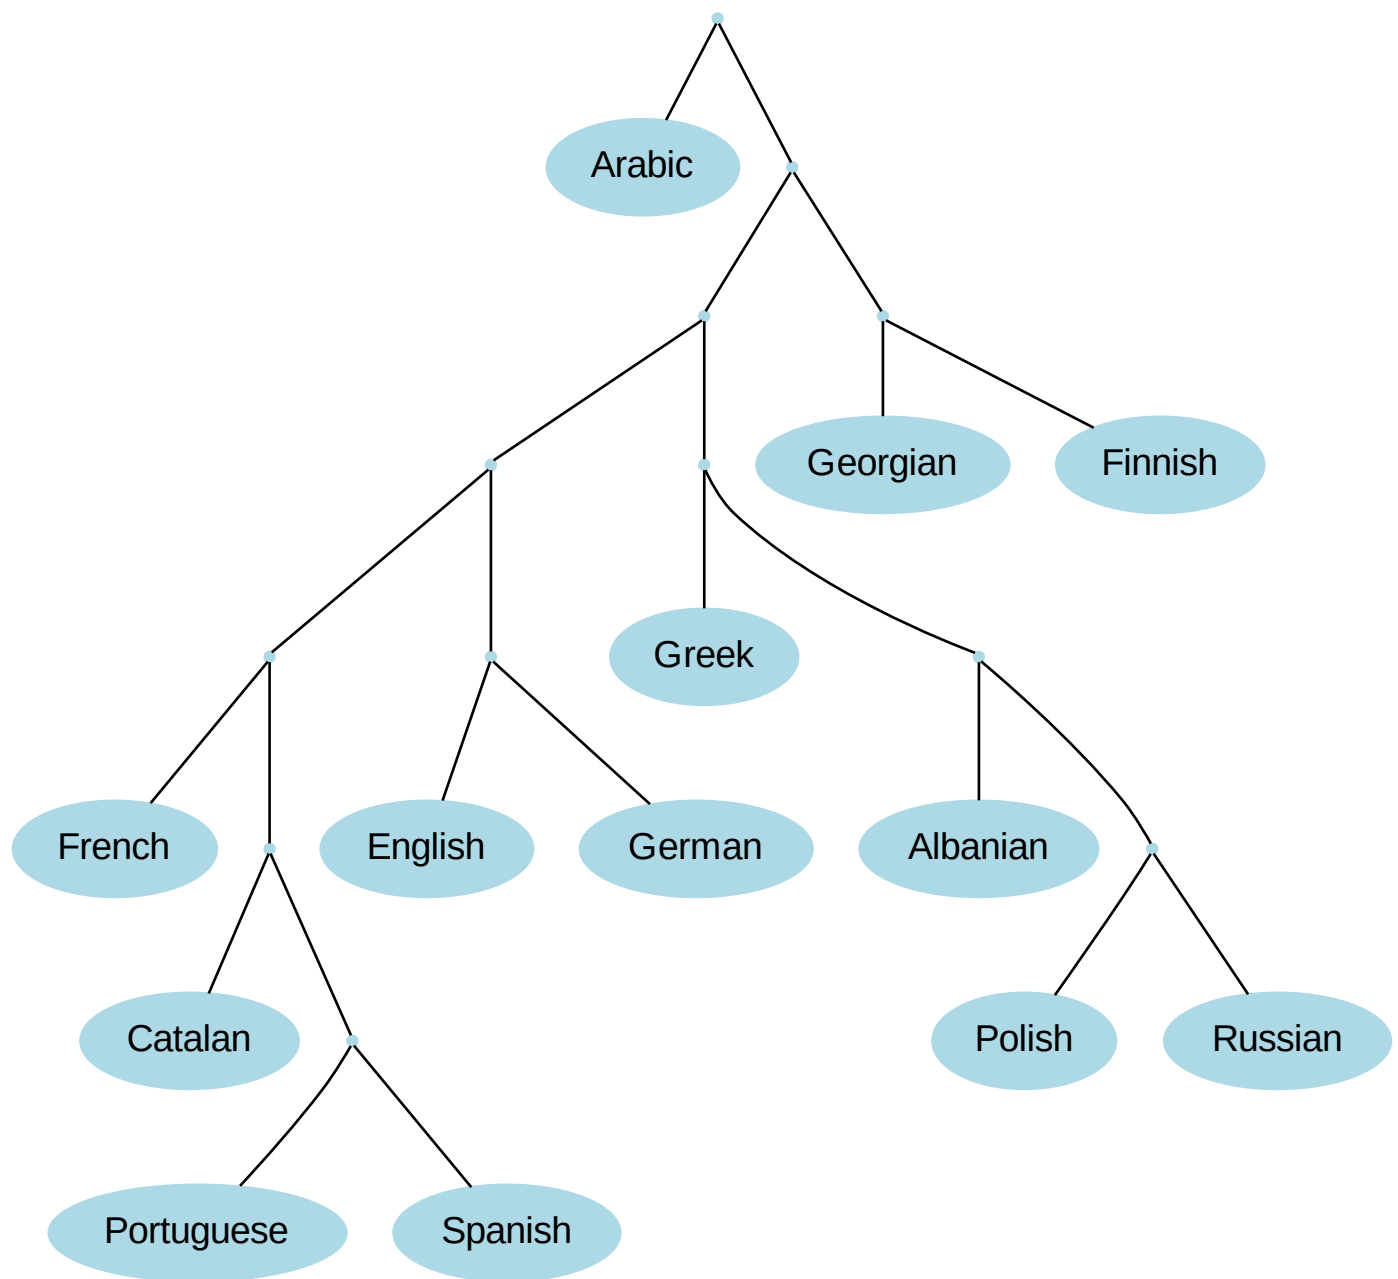 Arabic
Georgian
Finnish
Greek
French
English
German
Albanian
Catalan
Polish
Russian
Portuguese
Spanish